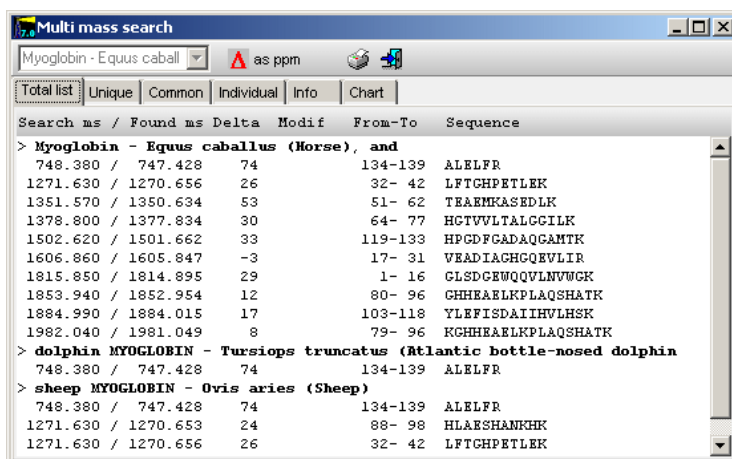 7.0 Multi mass search
Myoglobin - Equus caball Δ as ppm
Total list Unique Common Individual Info Chart
Search ms / Found ms Delta Modif From-To Sequence
> Myoglobin - Equus caballus (Horse), and
748.380 / 747.428 74 134-139 ALELFR
1271.630 / 1270.656 26 32- 42 LFTGHPETLEK
1351.570 / 1350.634 53 51- 62 TEAEMKASEDLK
1378.800 / 1377.834 30 64- 77 HGTVVLTALGGILK
1502.620 / 1501.662 33 119-133 HPGDFGADAQGAMTK
1606.860 / 1605.847 -3 17- 31 VEADIAGHGQEVLIR
1815.850 / 1814.895 29 1- 16 GLSDGEWQQVLNVWGK
1853.940 / 1852.954 12 80- 96 GHHEAELKPLAQSHATK
1884.990 / 1884.015 17 103-118 YLEFISDAIIHVLHSK
1982.040 / 1981.049 8 79- 96 KGHHEAELKPLAQSHATK
> dolphin MYOGLOBIN - Tursiops truncatus (Atlantic bottle-nosed dolphin
748.380 / 747.428 74 134-139 ALELFR
> sheep MYOGLOBIN - Ovis aries (Sheep)
748.380 / 747.428 74 134-139 ALELFR
1271.630 / 1270.653 24 88- 98 HLAESHANKHK
1271.630 / 1270.656 26 32- 42 LFTGHPETLEK